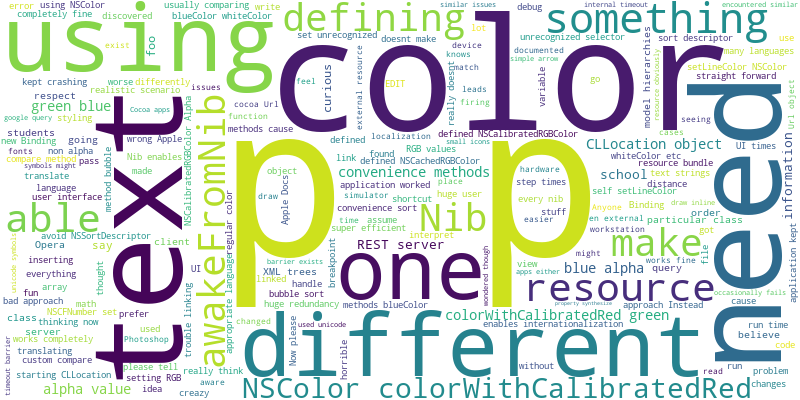 similar issues
internal timeout
encountered similar
error
using NSColor
usually comparing
discovered
blueColor whiteColor
write
completely fine
using
defining
something
set unrecognized
debug
unrecognized selector
documented
simple arrow
doesnt make
lot
device
knows
match
leads
firing
foo
exist
kept crashing
worse
differently
realistic scenario
respect
green blue
issues
curious
external resource
really doesnt
EDIT
variable
go
color
model hierarchies
sort descriptor
use
many languages
setLineColor NSColor
straight forward
resource obviously
seeing
cases
Url object
students
Cocoa apps
styling
google query
new Binding
going
fonts
non alpha
wrong Apple
compare method
pass
Nib enables
symbols might
translate
made
language
user interface
method bubble
NSCalibratedRGBColor Alpha
feel
cocoa Url
function
methods cause
defined
localization
defined NSCalibratedRGBColor
small icons
link
found
RGB values
defined NSCachedRGBColor
CLLocation object
UI times
whiteColor etc
resource bundle
text strings
distance
able
text
awakeFromNib
object
draw
Apple Docs
convenience methods
application worked
place
step times
hardware
easier
every nib
stuff
school
self setLineColor
Anyone
Binding
draw inline
order
information
application kept
need
avoid NSSortDescriptor
Opera
say
client
inserting
everything
fun
array
thought
UI
regular color
appropriate language
simulator
shortcut
huge user
convenience sort
time
assume
super efficient
interpret
Nib
en external
particular class
workstation
got
file
might
make
barrier exists
REST server
XML trees
handle
linked
breakpoint
bubble sort
view
apps either
wondered though
works fine
blue alpha
query
approach Instead
cause
occasionally fails
bad approach
NSCFNumber set
prefer
unicode symbols
trouble linking
math
class
used
Photoshop
thinking now
server
works completely
huge redundancy
changed
methods blueColor
one
resource
properly synthesize
run time
believe
code
timeout barrier
translating
custom compare
please tell
setting RGB
idea
creazy
aware
really think
Now please
horrible
used unicode
colorWithCalibratedRed green
enables internationalization
without
read
run
problem
changes
starting CLLocation
alpha value
different
NSColor colorWithCalibratedRed
p
p